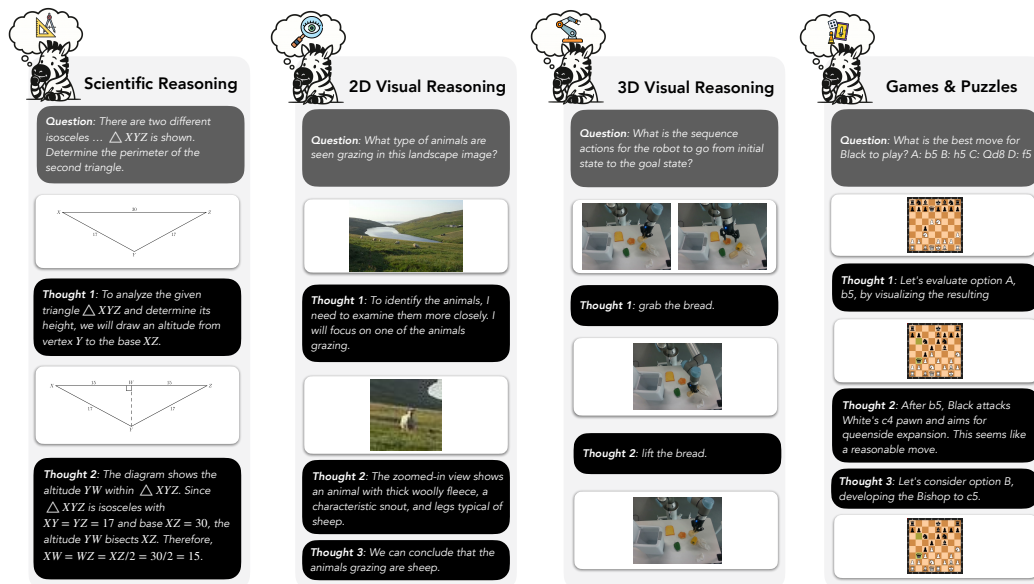 Scientific Reasoning
Question: There are two different
isosceles … △ XYZ is shown.
Determine the perimeter of the
second triangle.
X
30
Z
17
17
Y
Thought 1: To analyze the given
triangle △ XYZ and determine its
height, we will draw an altitude from
vertex Y to the base XZ.
X
15
W
15
Z
17
17
Y
Thought 2: The diagram shows the
altitude YW within △ XYZ. Since
△ XYZ is isosceles with
XY = YZ = 17 and base XZ = 30, the
altitude YW bisects XZ. Therefore,
XW = WZ = XZ/2 = 30/2 = 15.
2D Visual Reasoning
Question: What type of animals are
seen grazing in this landscape image?
Thought 1: To identify the animals, I
need to examine them more closely. I
will focus on one of the animals
grazing.
Thought 2: The zoomed-in view shows
an animal with thick woolly fleece, a
characteristic snout, and legs typical of
sheep.
Thought 3: We can conclude that the
animals grazing are sheep.
3D Visual Reasoning
Question: What is the sequence
actions for the robot to go from initial
state to the goal state?
Thought 1: grab the bread.
Thought 2: lift the bread.
Games & Puzzles
Question: What is the best move for
Black to play? A: b5 B: h5 C: Qd8 D: f5
Thought 1: Let's evaluate option A,
b5, by visualizing the resulting
Thought 2: After b5, Black attacks
White's c4 pawn and aims for
queenside expansion. This seems like
a reasonable move.
Thought 3: Let's consider option B,
developing the Bishop to c5.